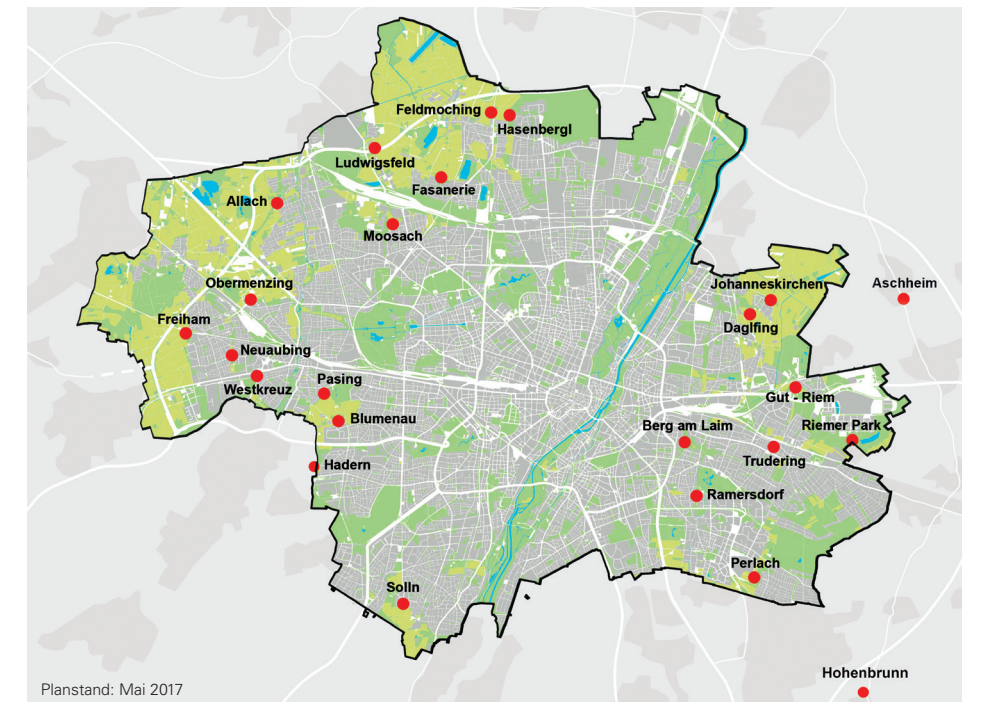 Feldmoching
Hasenbergl
Ludwigsfeld
Fasanerie
Allach
Moosach
Obermenzing
Johanneskirchen
Aschheim
Freiham
Daglfing
Neuaubing
Pasing
Westkreuz
Gut - Riem
Blumenau
Berg am Laim
Riemer Park
Hadern
Trudering
Ramersdorf
Perlach
Solln
Hohenbrunn
Planstand: Mai 2017